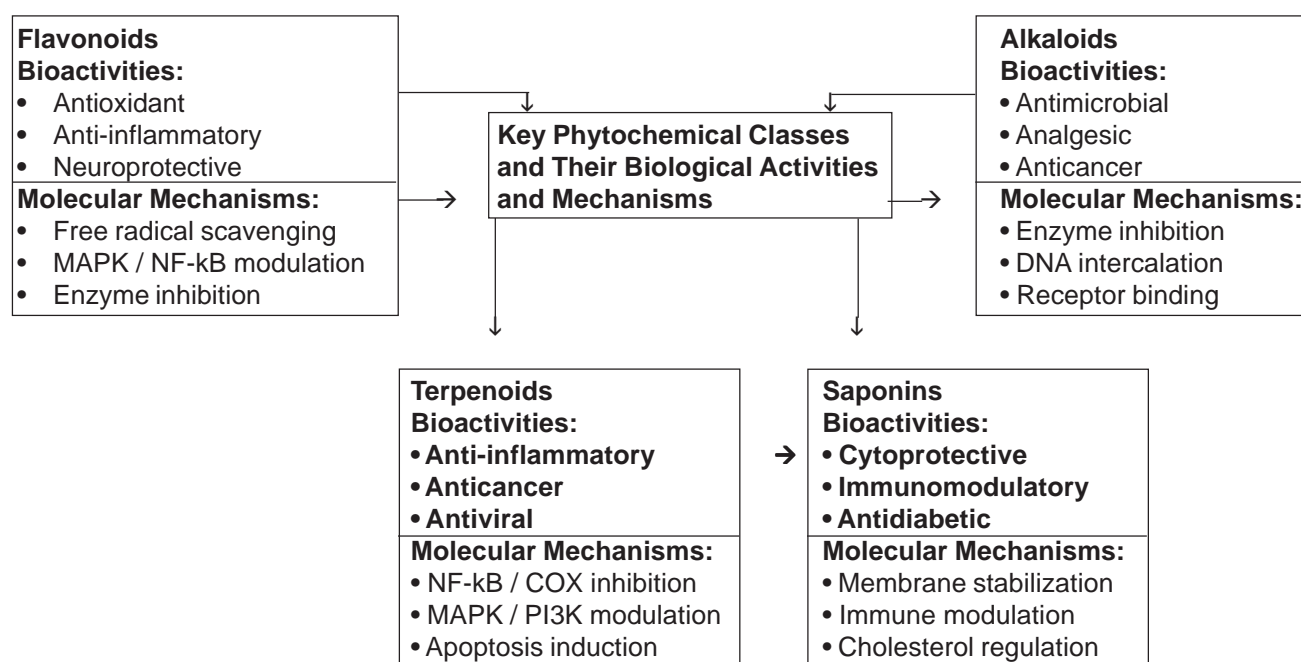 Flavonoids
Bioactivities:
• Antioxidant
• Anti-inflammatory
• Neuroprotective
Molecular Mechanisms:
• Free radical scavenging
• MAPK / NF-kB modulation
• Enzyme inhibition
Key Phytochemical Classes
and Their Biological Activities
and Mechanisms
Alkaloids
Bioactivities:
• Antimicrobial
• Analgesic
• Anticancer
Molecular Mechanisms:
• Enzyme inhibition
• DNA intercalation
• Receptor binding
Terpenoids
Bioactivities:
• Anti-inflammatory
• Anticancer
• Antiviral
Molecular Mechanisms:
• NF-kB / COX inhibition
• MAPK / PI3K modulation
• Apoptosis induction
Saponins
Bioactivities:
• Cytoprotective
• Immunomodulatory
• Antidiabetic
Molecular Mechanisms:
• Membrane stabilization
• Immune modulation
• Cholesterol regulation